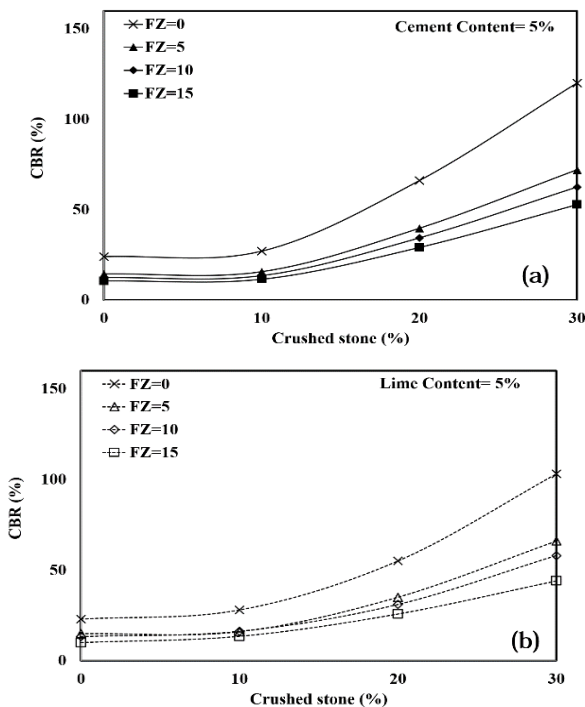 150
FZ=0
Cement Content= 5%
FZ=5
FZ=10
FZ=15
100
CBR (%)
50
(a)
0
0 10 20 30
Crushed stone (%)
150
FZ=0
Lime Content= 5%
FZ=5
FZ=10
FZ=15
100
CBR (%)
50
(b)
0
0 10 20 30
Crushed stone (%)